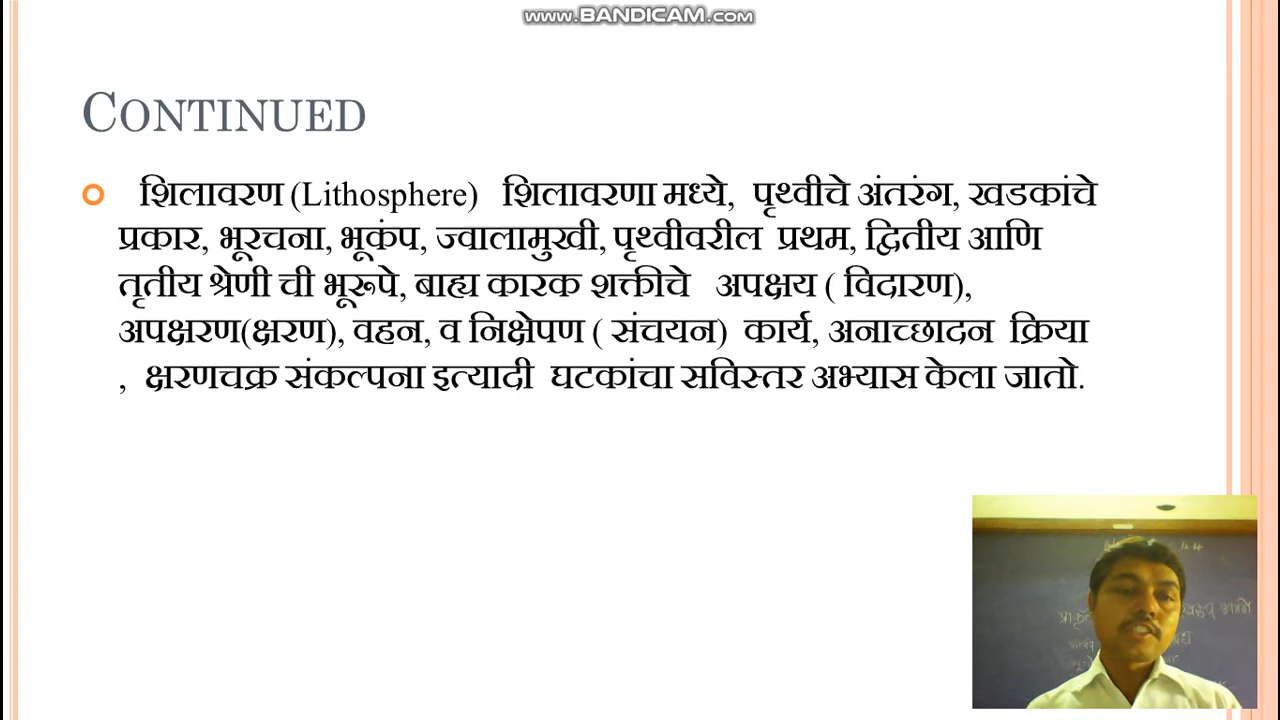 www.BANDICAM.com
CONTINUED
शिलावरण (Lithosphere) शिलावरणा मध्ये, पृथ्वीचे अंतरंग, खडकांचे
प्रकार, भूरचना, भूकंप, ज्वालामुखी, पृथ्वीवरील प्रथम, द्वितीय आणि
तृतीय श्रेणी ची भूरूपे, बाह्य कारक शक्तीचे अपक्षय ( विदारण),
अपक्षरण(क्षरण), वहन, व निक्षेपण ( संचयन) कार्य, अनाच्छादन क्रिया
, क्षरणचक्र संकल्पना इत्यादी घटकांचा सविस्तर अभ्यास केला जातो.